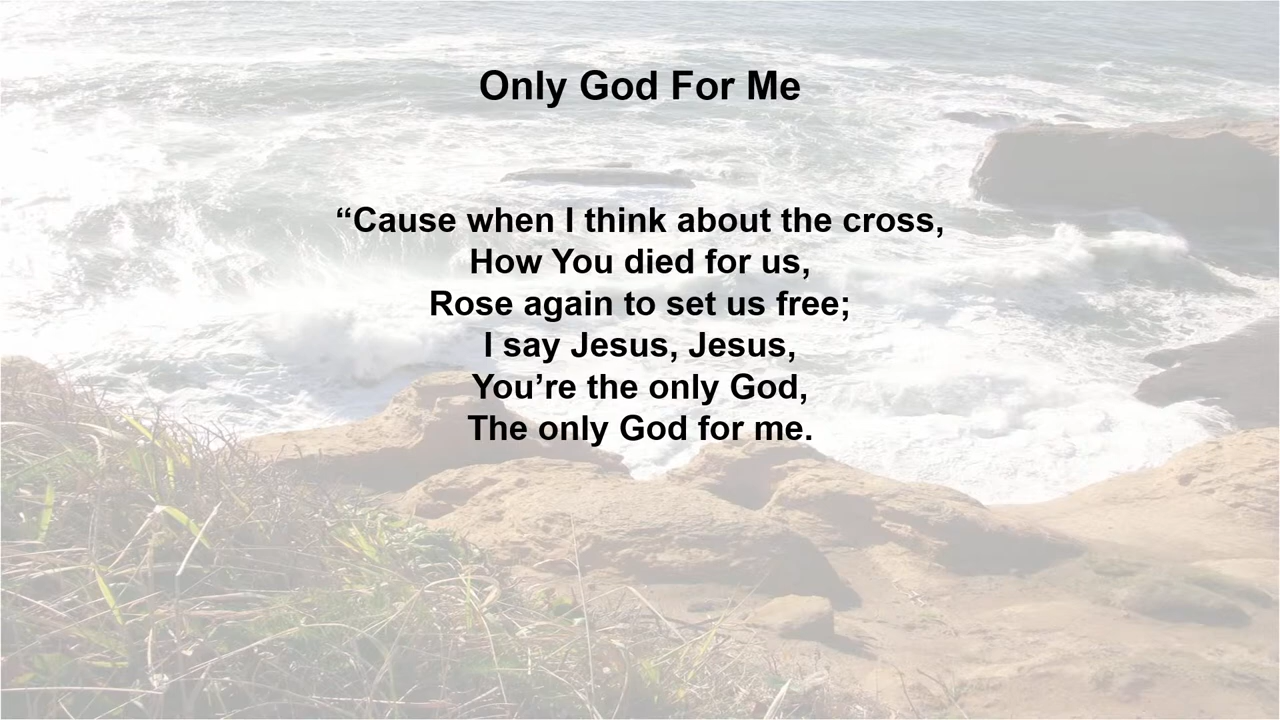 Only God For Me
“Cause when I think about the cross,
How You died for us,
Rose again to set us free;
I say Jesus, Jesus,
You’re the only God,
The only God for me.